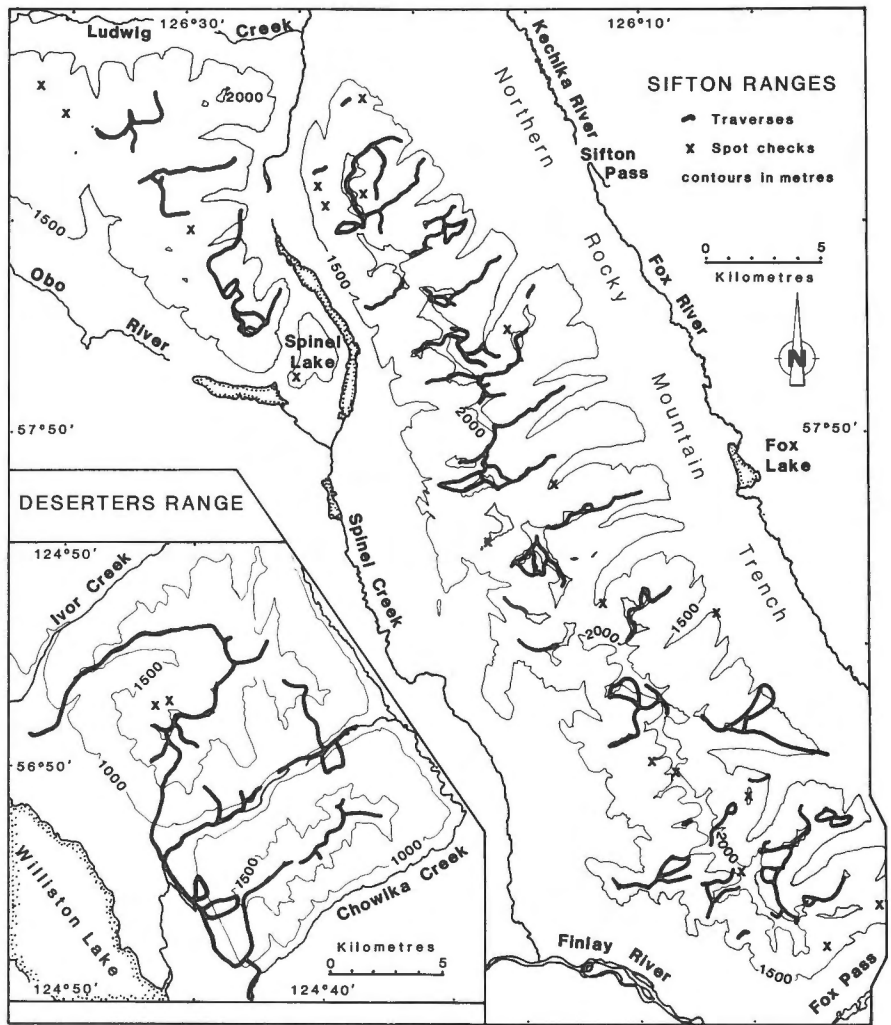 126°30'
126°10'
Ludwig Creek
2000
Kechika River
Northern Rocky Mountain Trench
SIFTON RANGES
Traverses
x Spot checks
contours in metres
Sifton
Pass
0 5
Kilometres
N
1500
Obo
River
1500
Fox River
Spinel
Lake
57°50'
2000
57°50'
Fox
Lake
DESERTERS RANGE
Spinel Creek
124°50'
Ivor Creek
1500
2000
1500
56°50'
1000
1500
1000
2000
1500
Williston Lake
Chowika Creek
Kilometres
0 5
124°50'
124°40'
Finlay River
1500
Fox Pass